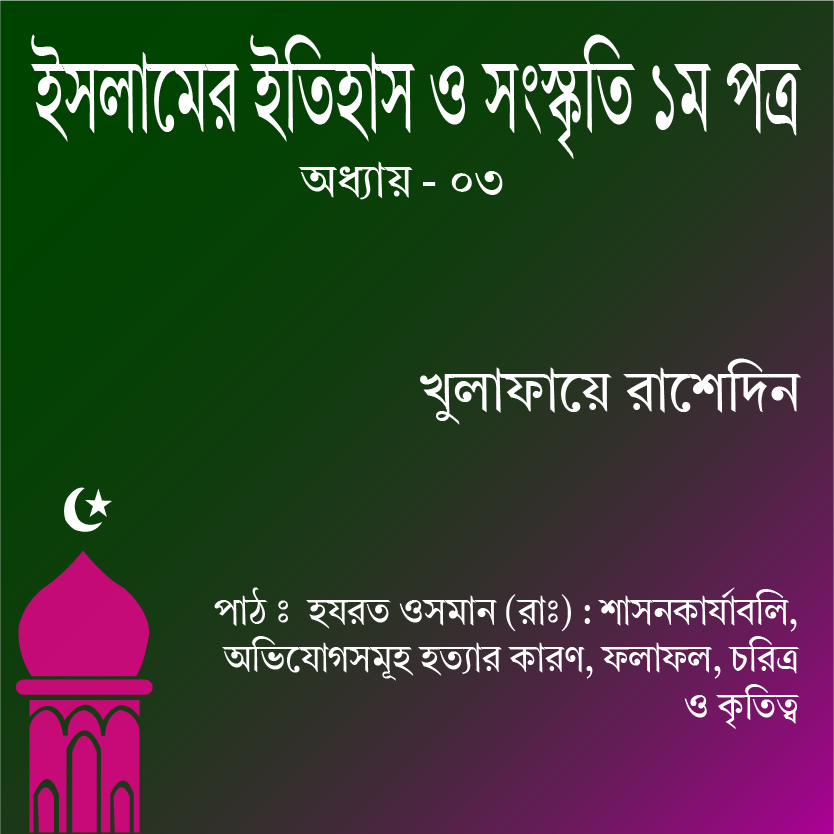 ইসলামের ইতিহাস ও সংস্কৃতি ১ম পত্র
অধ্যায় - ০৩
খুলাফায়ে রাশেদিন
পাঠ ঃ হযরত ওসমান (রাঃ) : শাসনকার্যাবলি,
অভিযোগসমূহ হত্যার কারণ, ফলাফল, চরিত্র
ও কৃতিত্ব